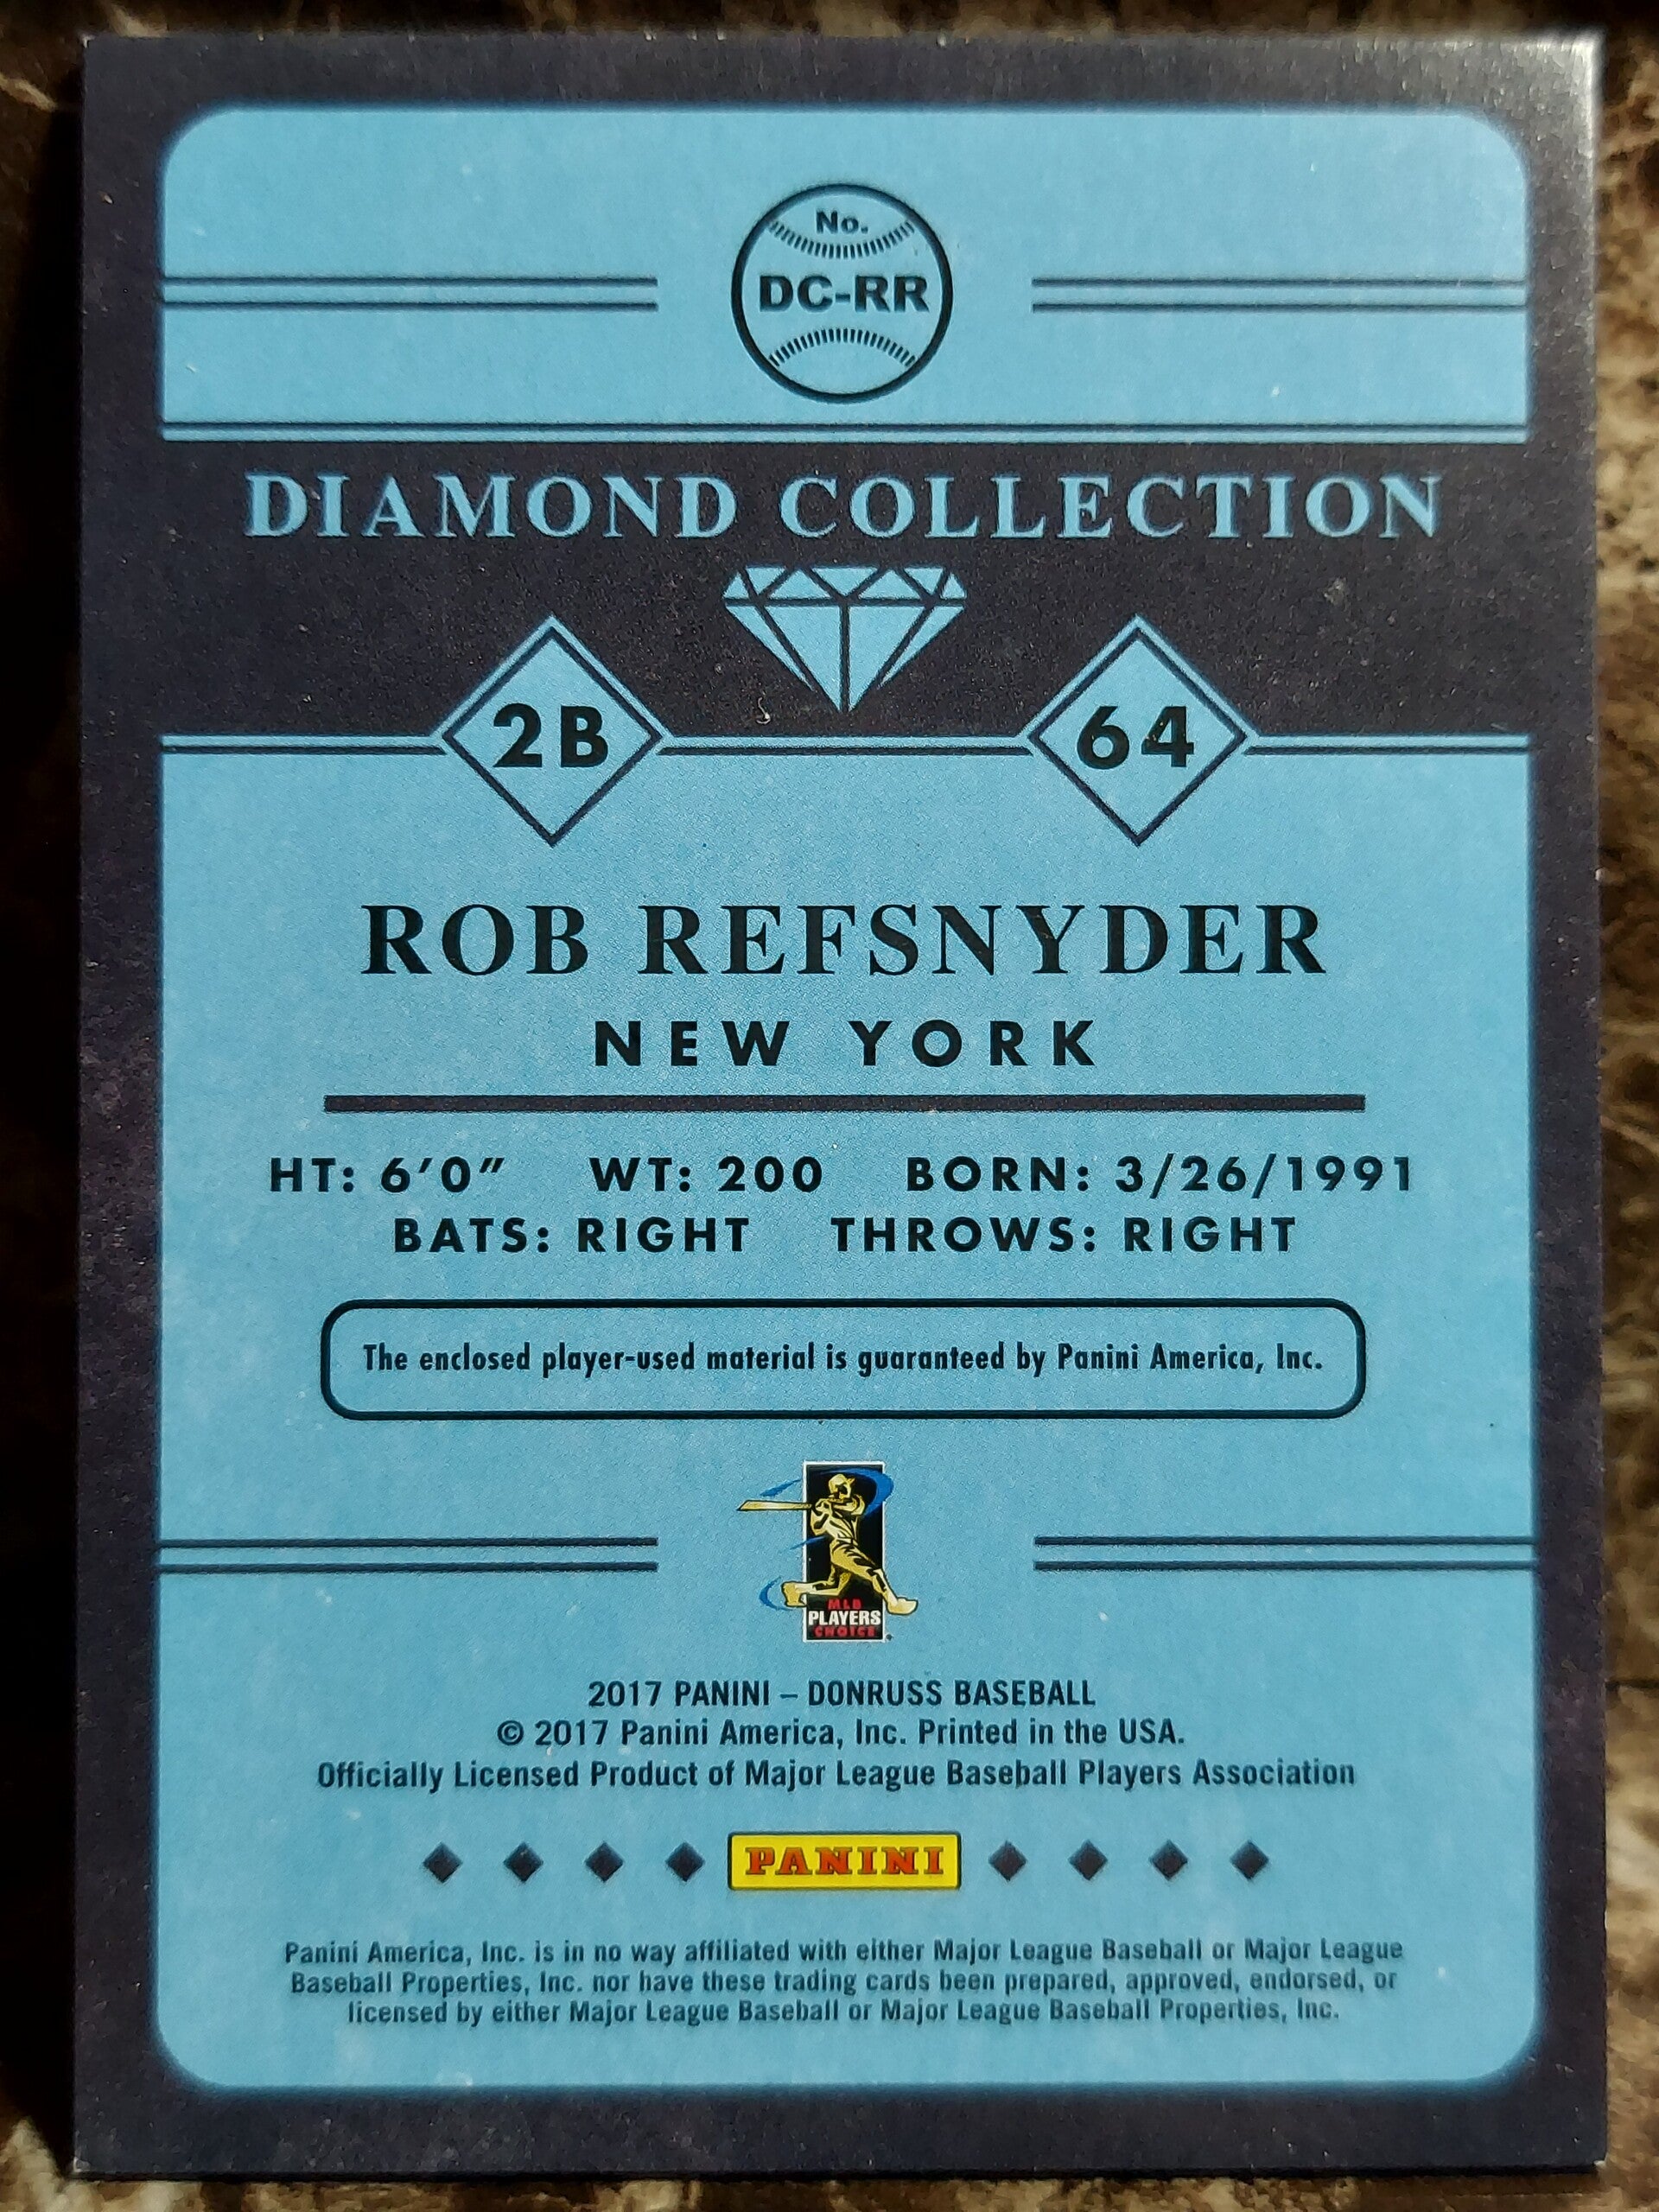 No.
DC-RR
DIAMOND COLLECTION
2B 64
ROB REFSNYDER
NEW YORK
HT: 6'0" WT: 200 BORN: 3/26/1991
BATS: RIGHT THROWS: RIGHT
The enclosed player-used material is guaranteed by Panini America, Inc.
MLB
PLAYERS
CHOICE
2017 PANINI – DONRUSS BASEBALL
© 2017 Panini America, Inc. Printed in the USA.
Officially Licensed Product of Major League Baseball Players Association
PANINI
Panini America, Inc. is in no way affiliated with either Major League Baseball or Major League
Baseball Properties, Inc. nor have these trading cards been prepared, approved, endorsed, or
licensed by either Major League Baseball or Major League Baseball Properties, Inc.